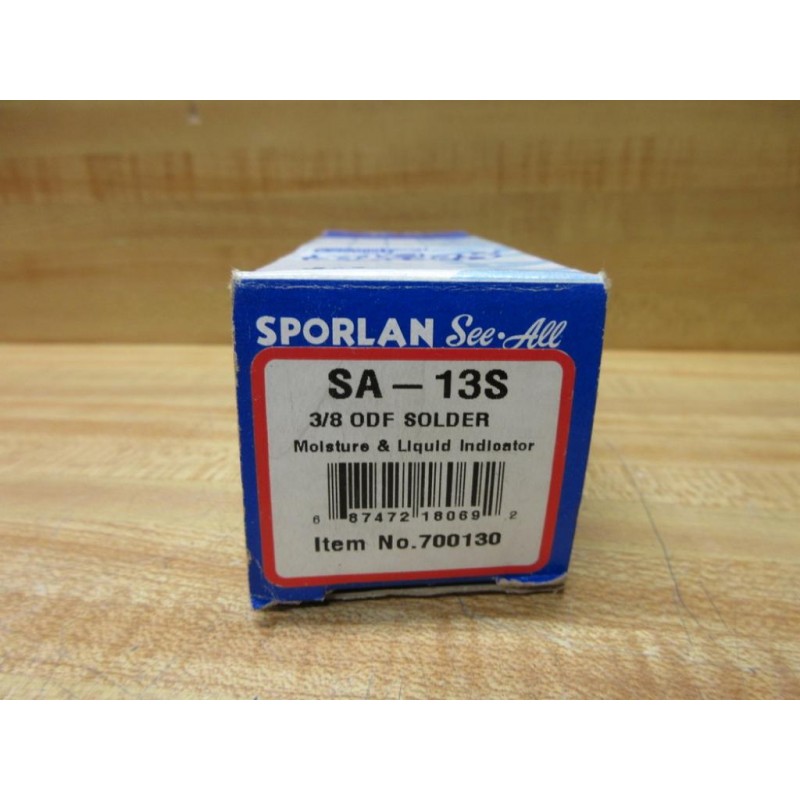 SPORLAN See·All
SA – 13S
3/8 ODF SOLDER
Moisture & Liquid Indicator
6 87472 18069 2
Item No.700130